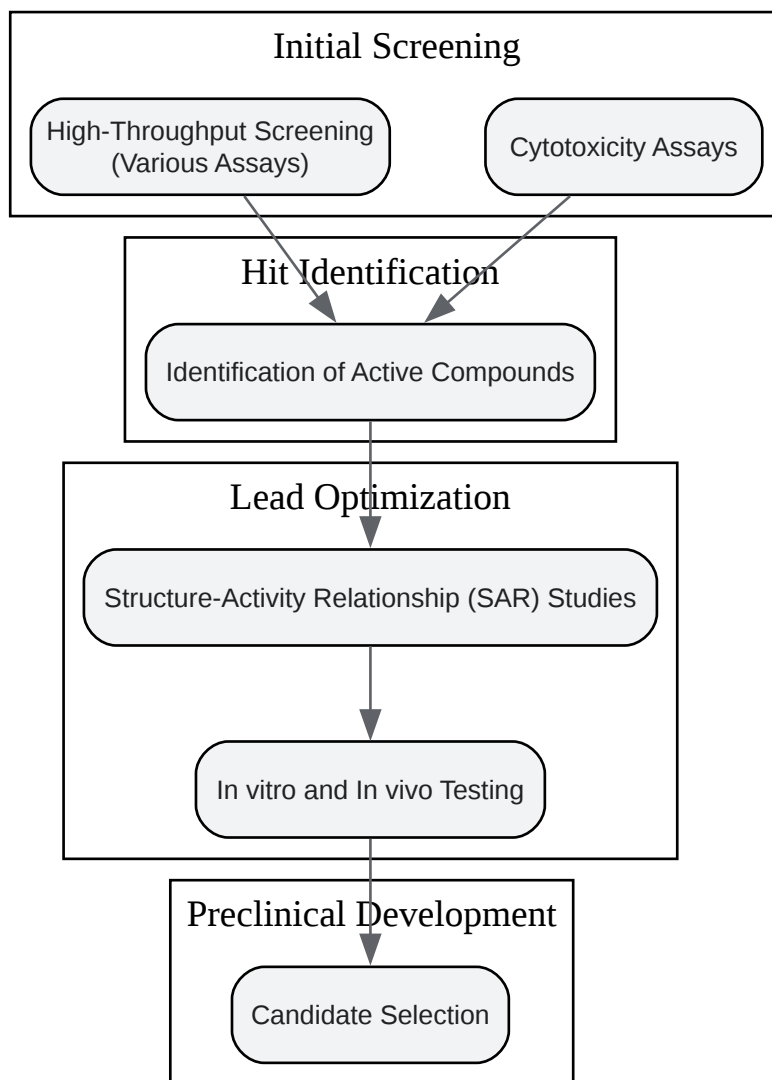 Initial Screening
High-Throughput Screening
(Various Assays)
Cytotoxicity Assays
Hit Identification
Identification of Active Compounds
Lead Optimization
Structure-Activity Relationship (SAR) Studies
In vitro and In vivo Testing
Preclinical Development
Candidate Selection